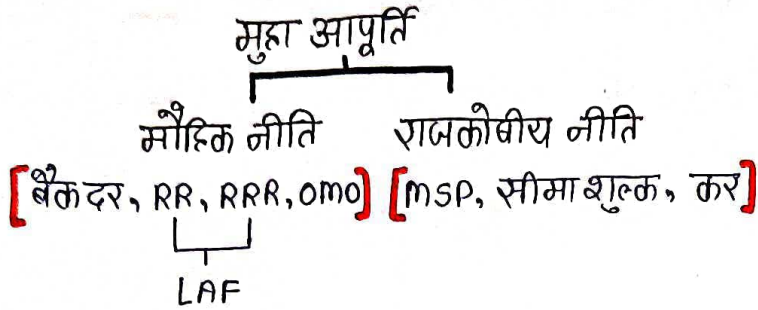 मुद्रा आपूर्ति
मौद्रिक नीति राजकोषीय नीति
[बैंक दर, RR, RRR, OMO] [MSP, सीमा शुल्क, कर]
LAF